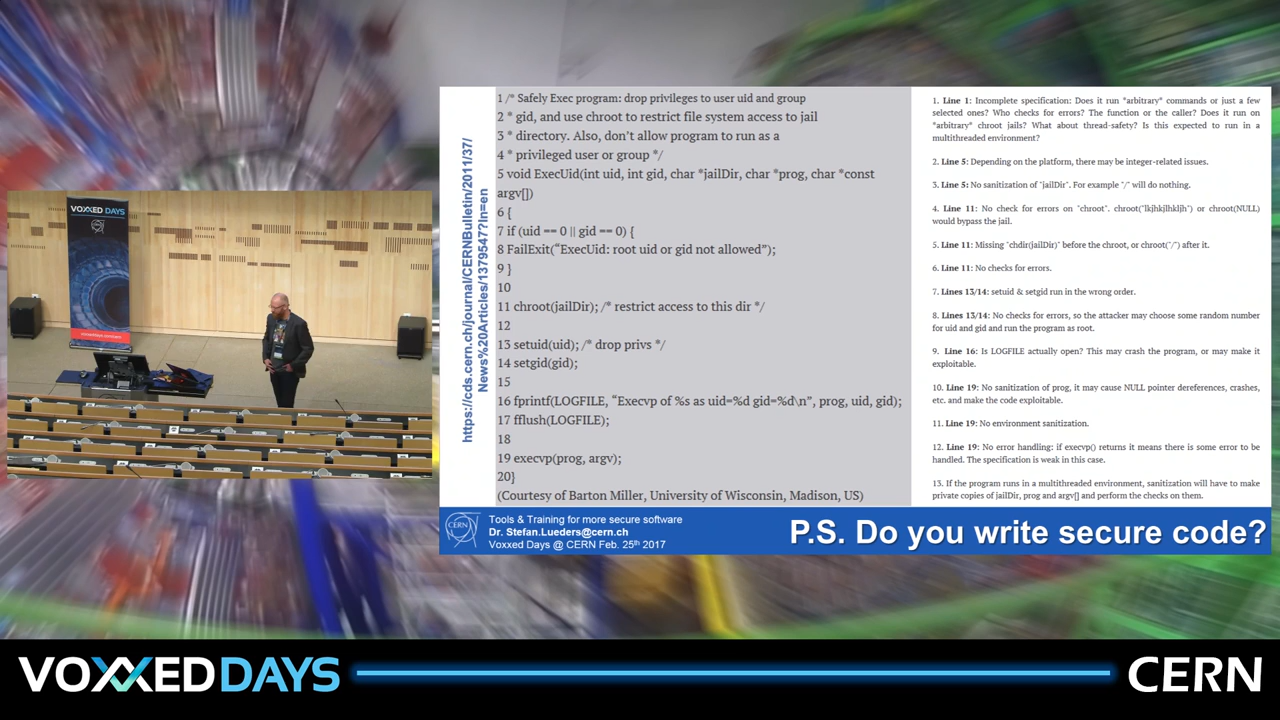 VOXXED DAYS
https://cds.cern.ch/journal/CERNBulletin/2011/37/
News%20Articles/1379547?ln=en
1 /* Safely Exec program: drop privileges to user uid and group
2 * gid, and use chroot to restrict file system access to jail
3 * directory. Also, don't allow program to run as a
4 * privileged user or group */
5 void ExecUid(int uid, int gid, char *jailDir, char *prog, char *const
argv[])
6 {
7 if (uid == 0 || gid == 0) {
8 FailExit(“ExecUid: root uid or gid not allowed”);
9 }
10
11 chroot(jailDir); /* restrict access to this dir */
12
13 setuid(uid); /* drop privs */
14 setgid(gid);
15
16 fprintf(LOGFILE, “Execvp of %s as uid=%d gid=%d\n”, prog, uid, gid);
17 fflush(LOGFILE);
18
19 execvp(prog, argv);
20}
(Courtesy of Barton Miller, University of Wisconsin, Madison, US)
1. Line 1: Incomplete specification: Does it run *arbitrary* commands or just a few
selected ones? Who checks for errors? The function or the caller? Does it run on
*arbitrary* chroot jails? What about thread-safety? Is this expected to run in a
multithreaded environment?
2. Line 5: Depending on the platform, there may be integer-related issues.
3. Line 5: No sanitization of "jailDir". For example "/" will do nothing.
4. Line 11: No check for errors on "chroot". chroot("lkjhkjlhkljh") or chroot(NULL)
would bypass the jail.
5. Line 11: Missing "chdir(jailDir)" before the chroot, or chroot("/") after it.
6. Line 11: No checks for errors.
7. Lines 13/14: setuid & setgid run in the wrong order.
8. Lines 13/14: No checks for errors, so the attacker may choose some random number
for uid and gid and run the program as root.
9. Line 16: Is LOGFILE actually open? This may crash the program, or may make it
exploitable.
10. Line 19: No sanitization of prog, it may cause NULL pointer dereferences, crashes,
etc. and make the code exploitable.
11. Line 19: No environment sanitization.
12. Line 19: No error handling: if execvp() returns it means there is some error to be
handled. The specification is weak in this case.
13. If the program runs in a multithreaded environment, sanitization will have to make
private copies of jailDir, prog and argv[] and perform the checks on them.
CERN
Tools & Training for more secure software
Dr. Stefan.Lueders@cern.ch
Voxxed Days @ CERN Feb. 25th 2017
P.S. Do you write secure code?
VOXXED DAYS
CERN